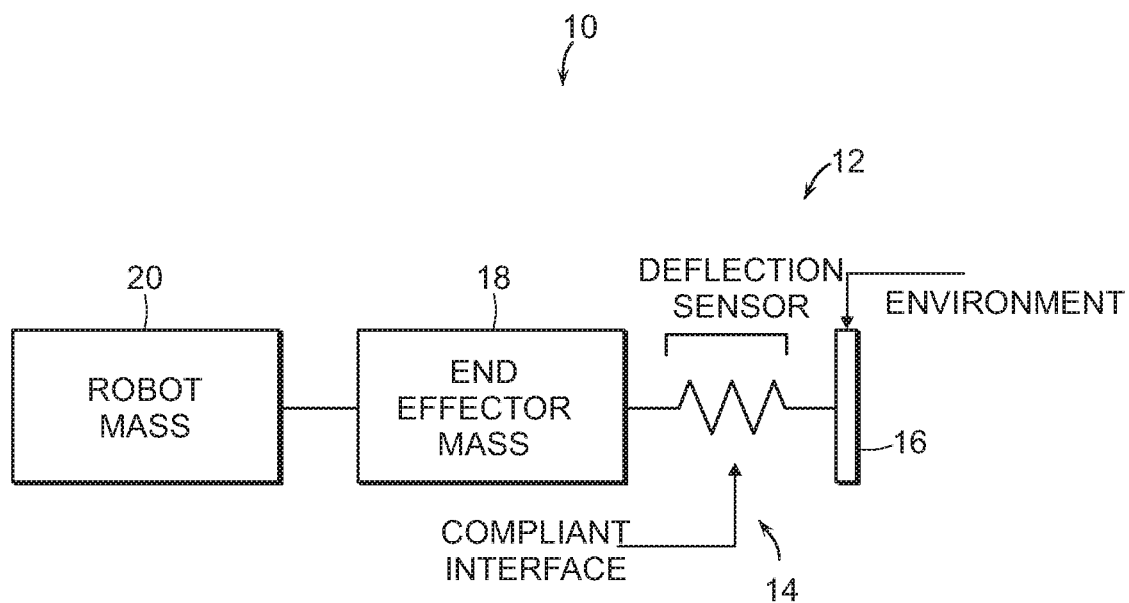 10
12
20
18
DEFLECTION
SENSOR
ENVIRONMENT
ROBOT
MASS
END
EFFECTOR
MASS
16
COMPLIANT
INTERFACE
14